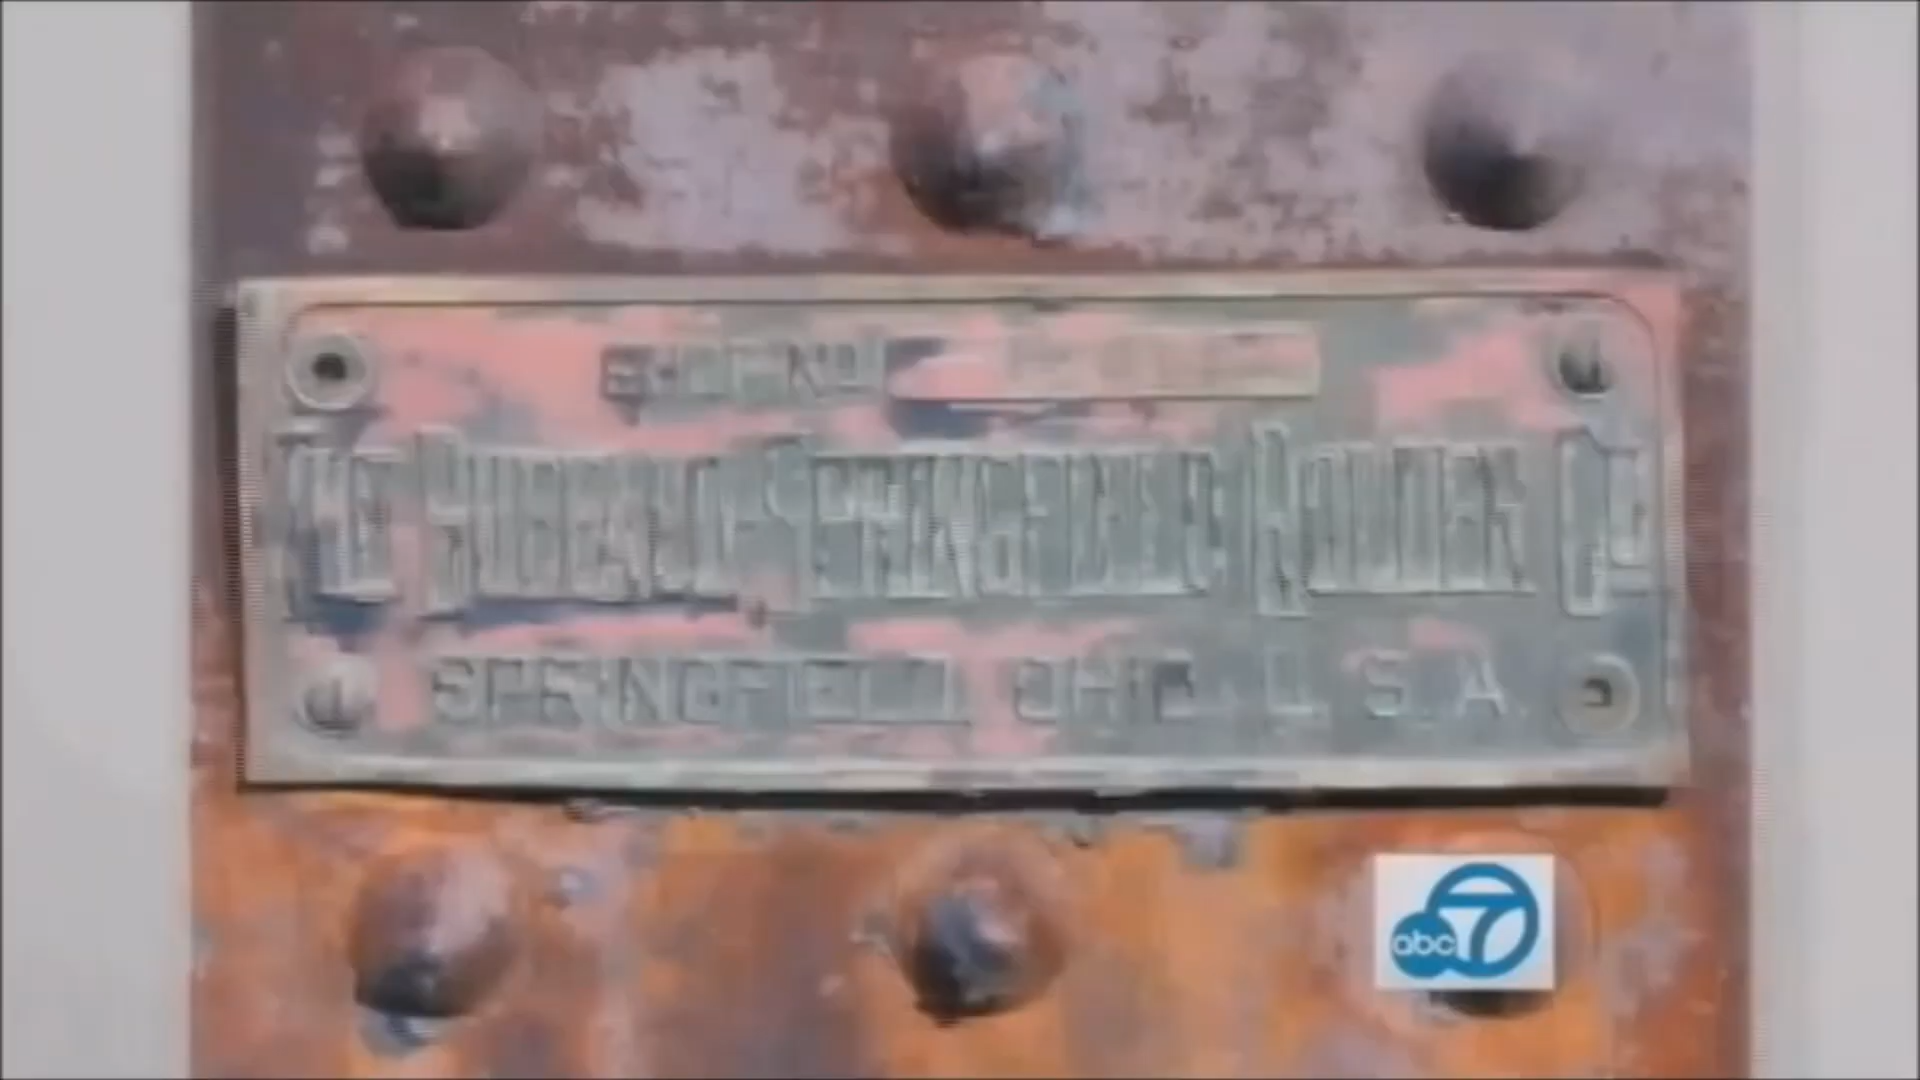 SHOP NO.
THE BUFFALO-SPRINGFIELD ROLLER CO.
SPRINGFIELD, OHIO, U.S.A.
abc 7